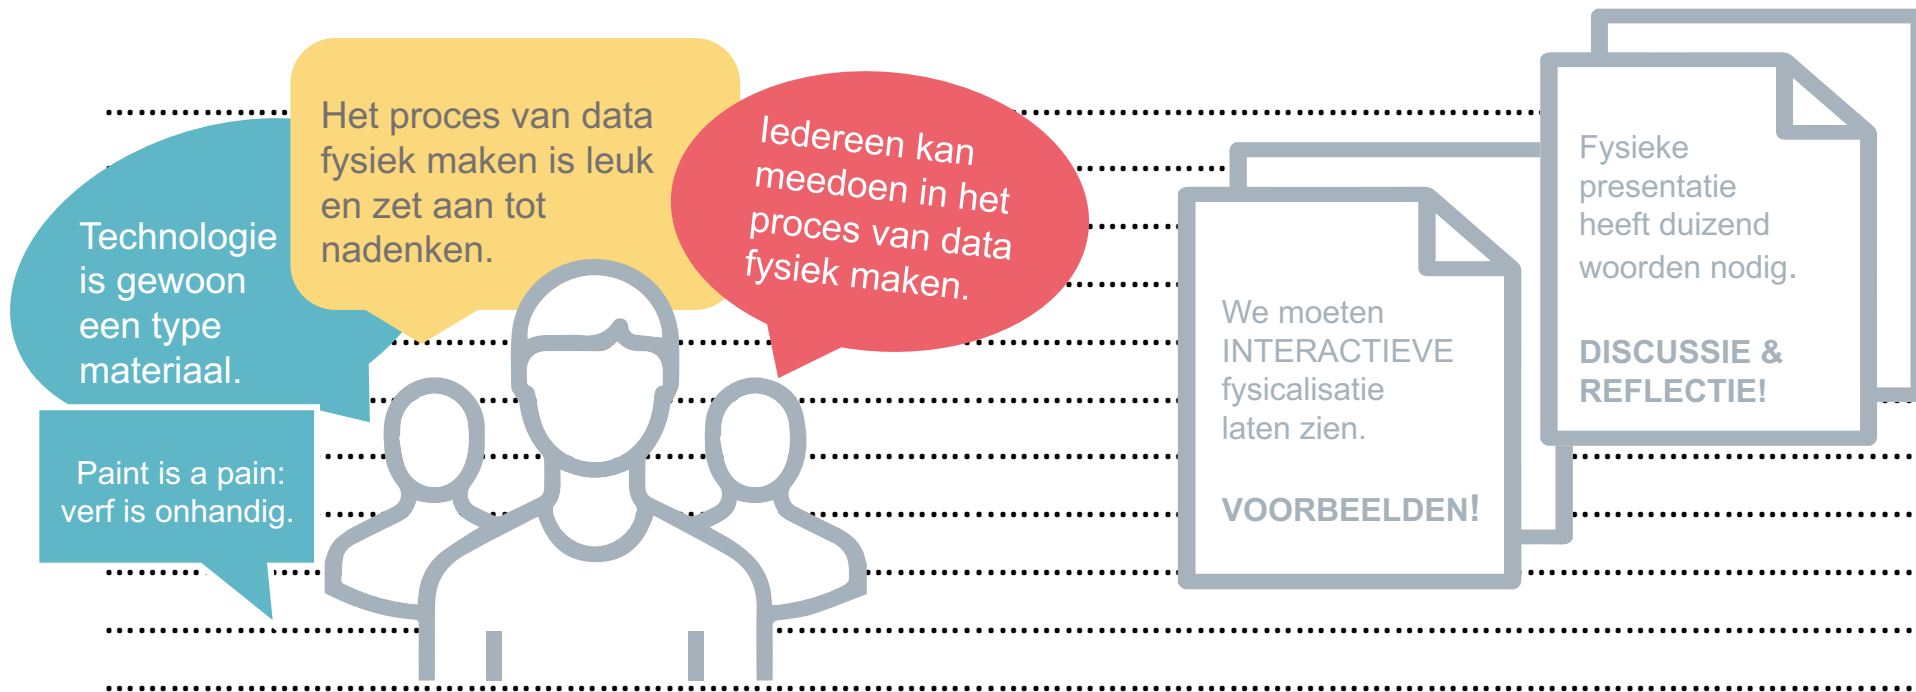 Technologie
is gewoon
een type
materiaal.
Paint is a pain:
verf is onhandig.
Het proces van data
fysiek maken is leuk
en zet aan tot
nadenken.
Iedereen kan
meedoen in het
proces van data
fysiek maken.
We moeten
INTERACTIEVE
fysicalisatie
laten zien.
VOORBEELDEN!
Fysieke
presentatie
heeft duizend
woorden nodig.
DISCUSSIE &
REFLECTIE!